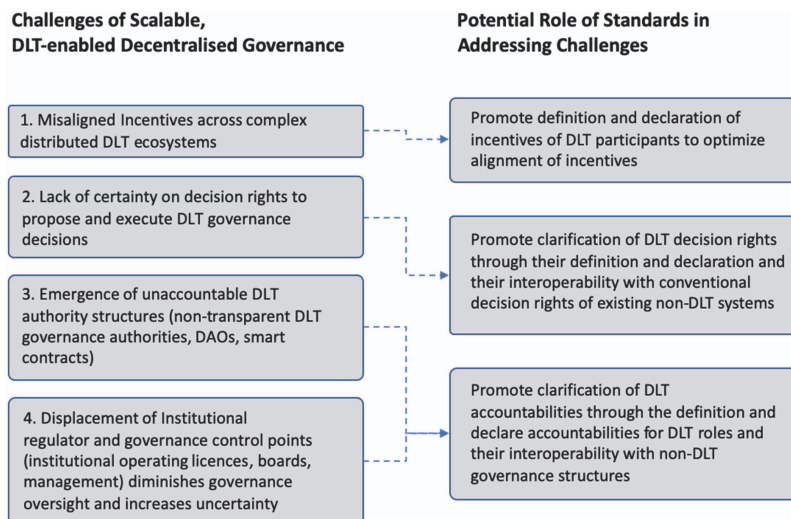 Challenges of Scalable,
DLT-enabled Decentralised Governance
1. Misaligned Incentives across complex
distributed DLT ecosystems
2. Lack of certainty on decision rights to
propose and execute DLT governance
decisions
3. Emergence of unaccountable DLT
authority structures (non-transparent DLT
governance authorities, DAOs, smart
contracts)
4. Displacement of Institutional
regulator and governance control points
(institutional operating licences, boards,
management) diminishes governance
oversight and increases uncertainty
Potential Role of Standards in
Addressing Challenges
Promote definition and declaration of
incentives of DLT participants to optimize
alignment of incentives
Promote clarification of DLT decision rights
through their definition and declaration and
their interoperability with conventional
decision rights of existing non-DLT systems
Promote clarification of DLT
accountabilities through the definition and
declare accountabilities for DLT roles and
their interoperability with non-DLT
governance structures